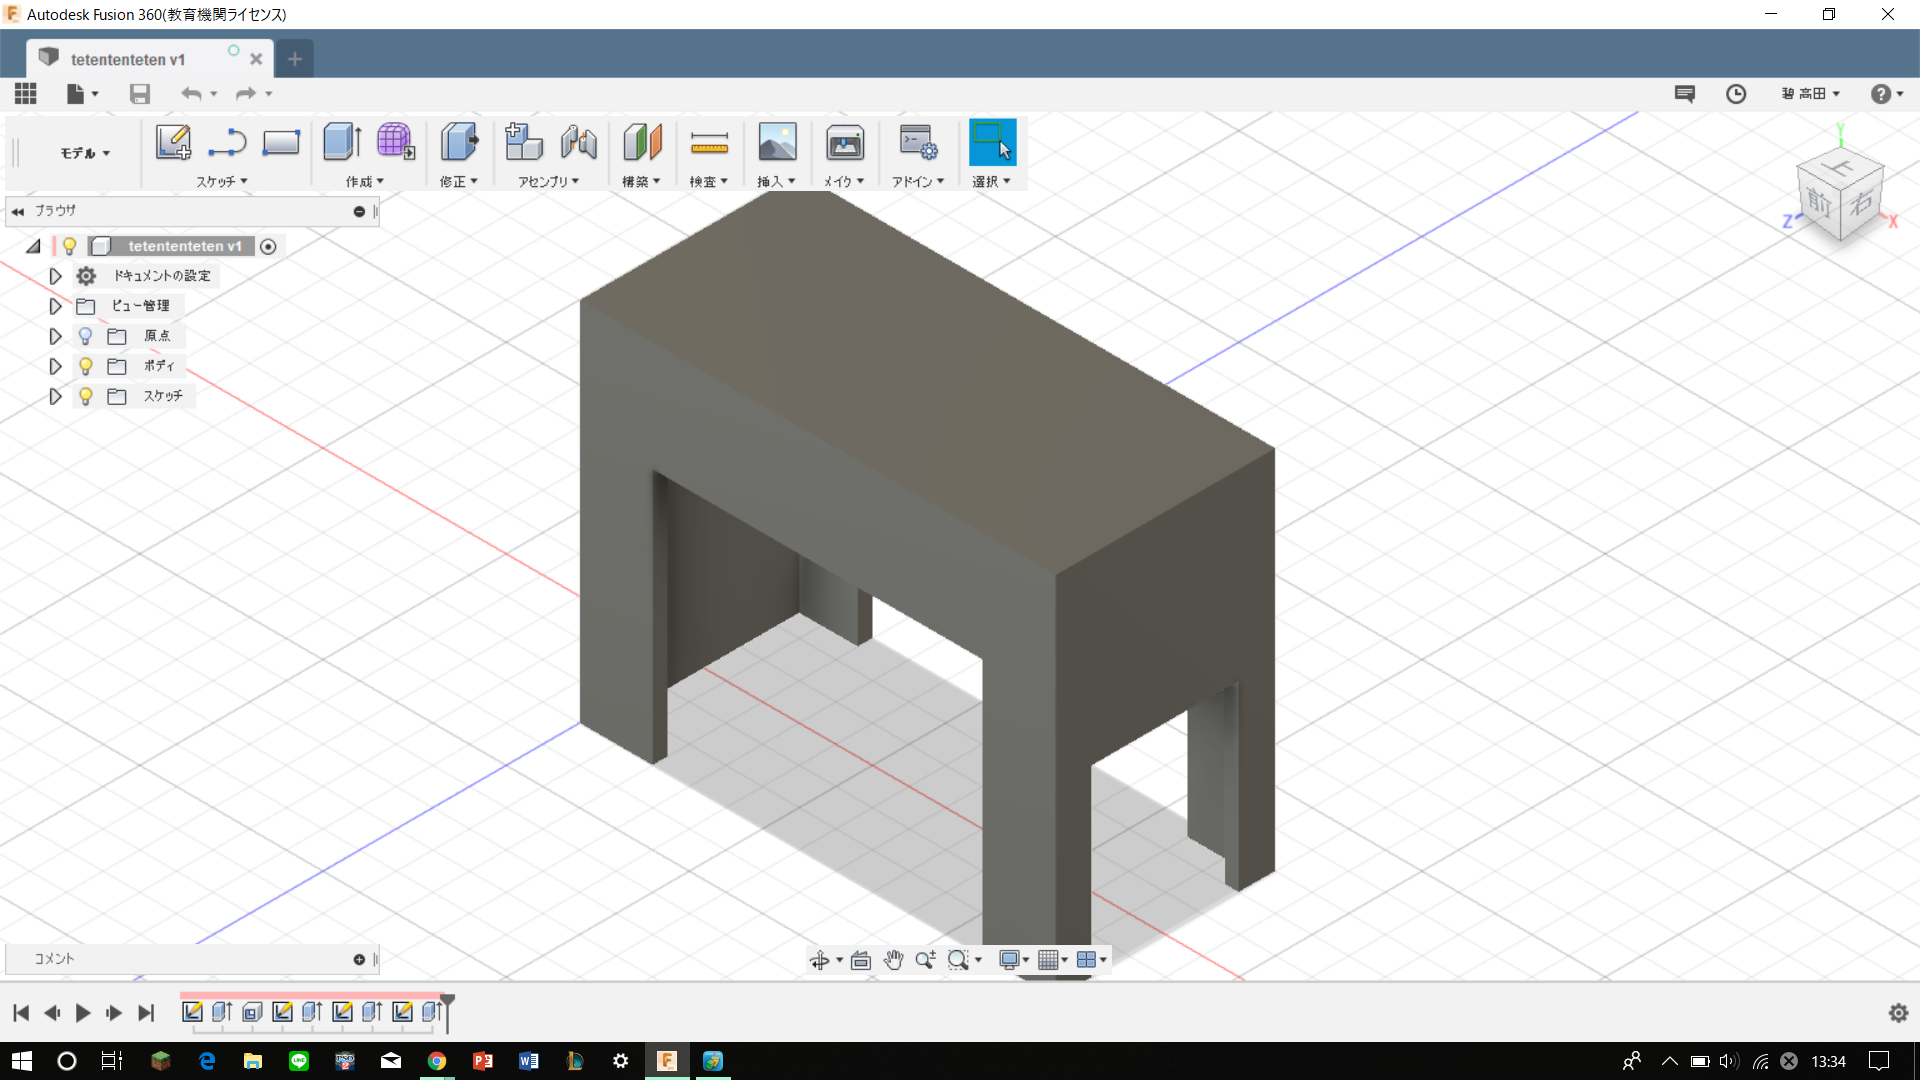 Autodesk Fusion 360(教育機関ライセンス)
tetententeten v1
碧 高田
モデル
スケッチ
作成
修正
アセンブリ
構築
検査
挿入
メイク
アドイン
選択
Y
上
前
右
Z
X
ブラウザ
tetententeten v1
ドキュメントの設定
ビュー管理
原点
ボディ
スケッチ
コメント
13:34